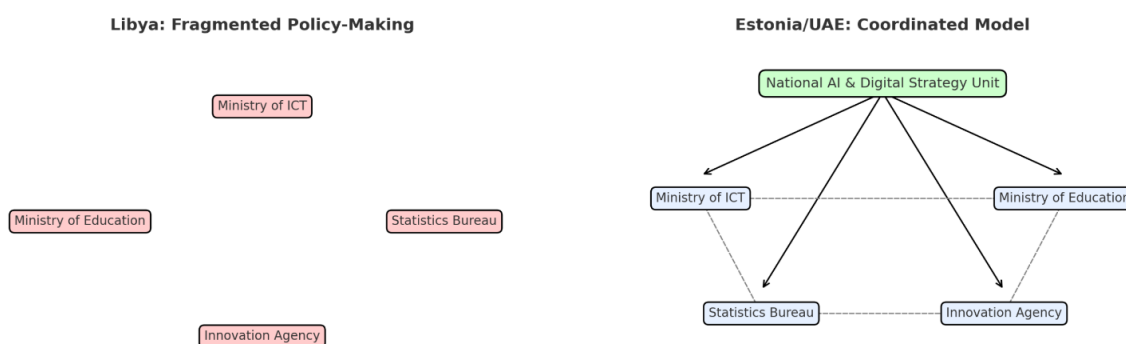 Libya: Fragmented Policy-Making
Ministry of ICT
Ministry of Education
Statistics Bureau
Innovation Agency
Estonia/UAE: Coordinated Model
National AI & Digital Strategy Unit
Ministry of ICT
Ministry of Education
Statistics Bureau
Innovation Agency